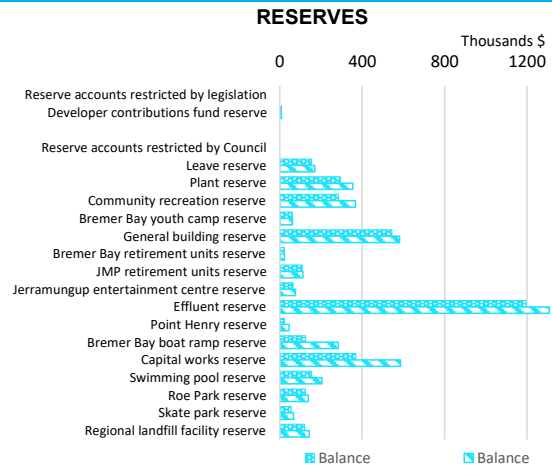 RESERVES
Thousands $
0 400 800 1200
Reserve accounts restricted by legislation
Developer contributions fund reserve
Reserve accounts restricted by Council
Leave reserve
Plant reserve
Community recreation reserve
Bremer Bay youth camp reserve
General building reserve
Bremer Bay retirement units reserve
JMP retirement units reserve
Jerramungup entertainment centre reserve
Effluent reserve
Point Henry reserve
Bremer Bay boat ramp reserve
Capital works reserve
Swimming pool reserve
Roe Park reserve
Skate park reserve
Regional landfill facility reserve
Balance Balance